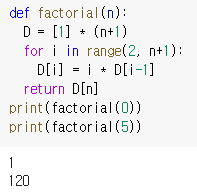 def factorial(n):
  D = [1] * (n+1)
  for i in range(2, n+1):
    D[i] = i * D[i-1]
  return D[n]
print(factorial(0))
print(factorial(5))
1
120